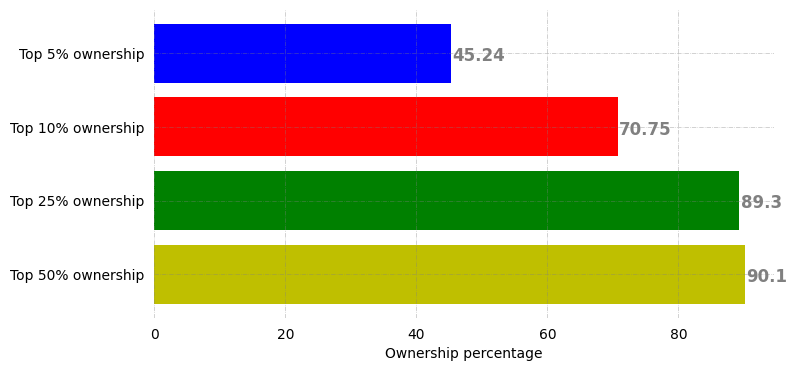 Top 5% ownership
45.24
Top 10% ownership
70.75
Top 25% ownership
89.3
Top 50% ownership
90.1
0 20 40 60 80
Ownership percentage